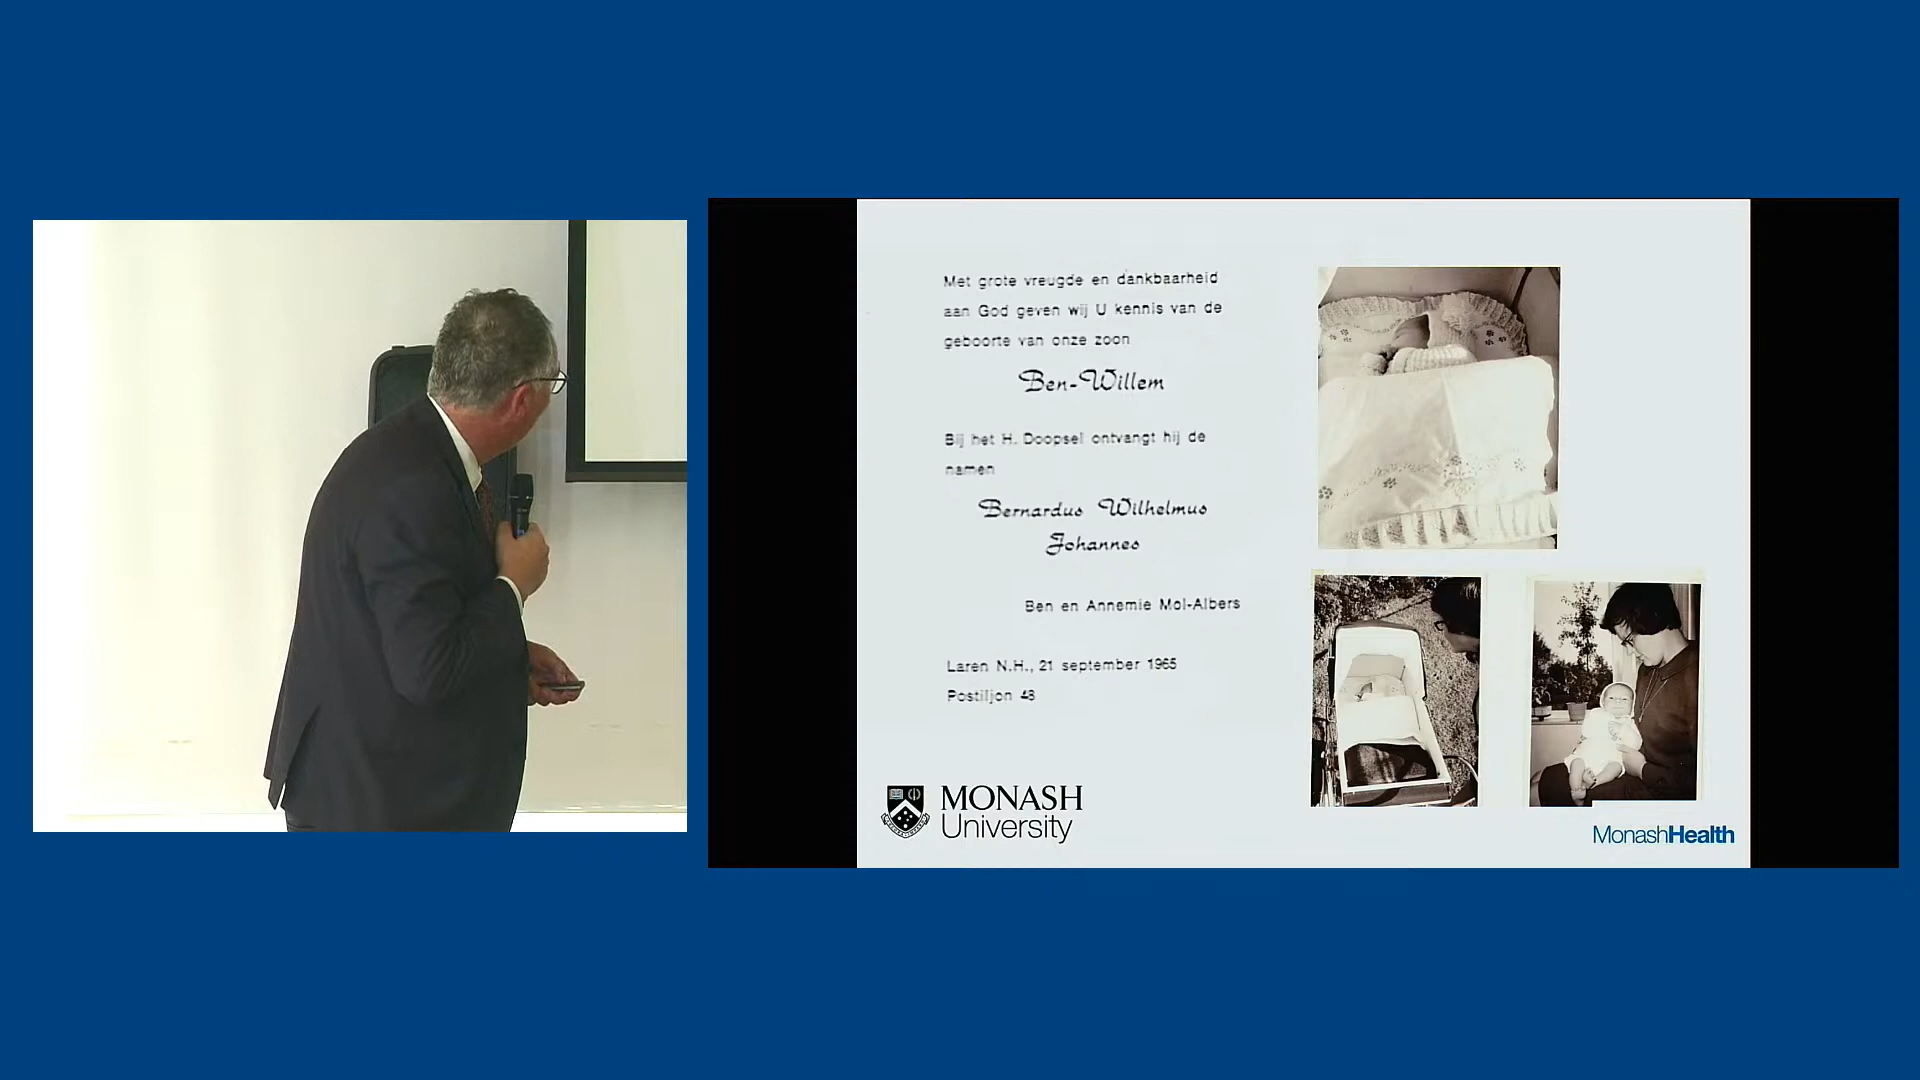 Met grote vreugde en dankbaarheid
aan God geven wij U kennis van de
geboorte van onze zoon
Ben-Willem
Bij het H. Doopsel ontvangt hij de
namen
Bernardus Wilhelmus
Johannes
Ben en Annemie Mol-Albers
Laren N.H., 21 september 1965
Postiljon 48
MONASH
University
MonashHealth